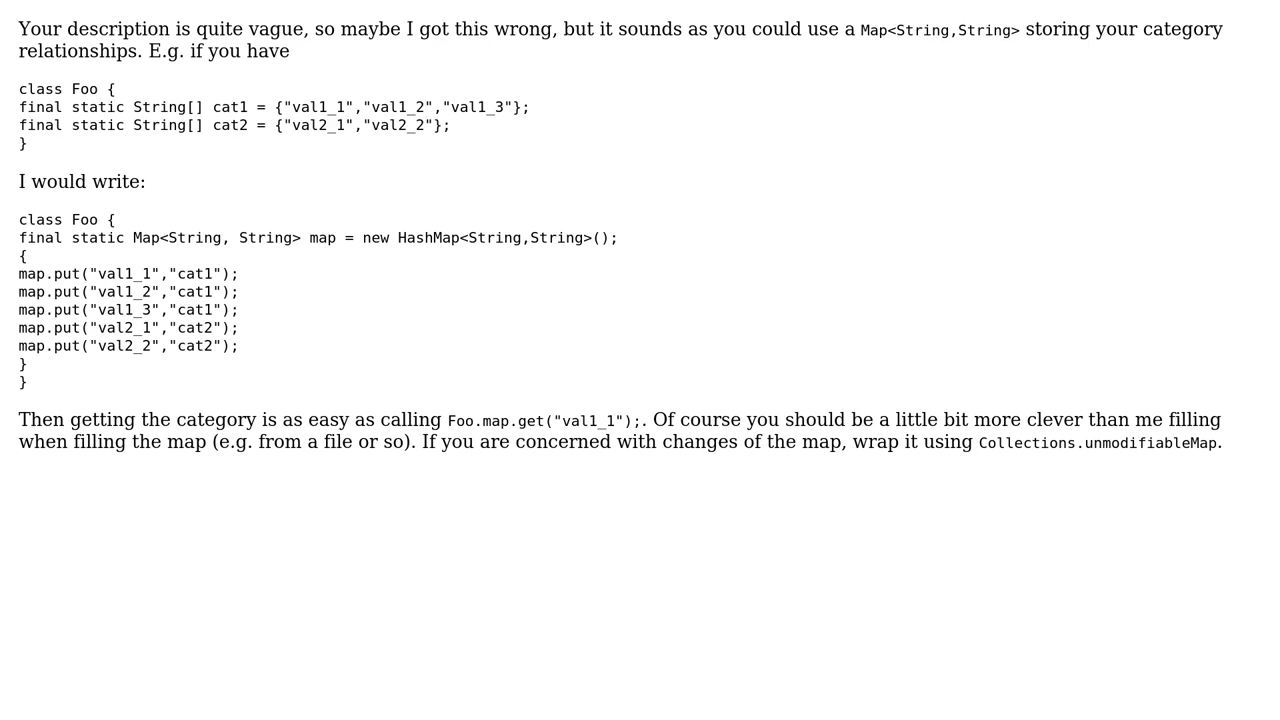 Your description is quite vague, so maybe I got this wrong, but it sounds as you could use a Map<String,String> storing your category
relationships. E.g. if you have
class Foo {
final static String[] cat1 = {"val1_1","val1_2","val1_3"};
final static String[] cat2 = {"val2_1","val2_2"};
}
I would write:
class Foo {
final static Map<String, String> map = new HashMap<String,String>();
{
map.put("val1_1","cat1");
map.put("val1_2","cat1");
map.put("val1_3","cat1");
map.put("val2_1","cat2");
map.put("val2_2","cat2");
}
}
Then getting the category is as easy as calling Foo.map.get("val1_1");. Of course you should be a little bit more clever than me filling
when filling the map (e.g. from a file or so). If you are concerned with changes of the map, wrap it using Collections.unmodifiableMap.